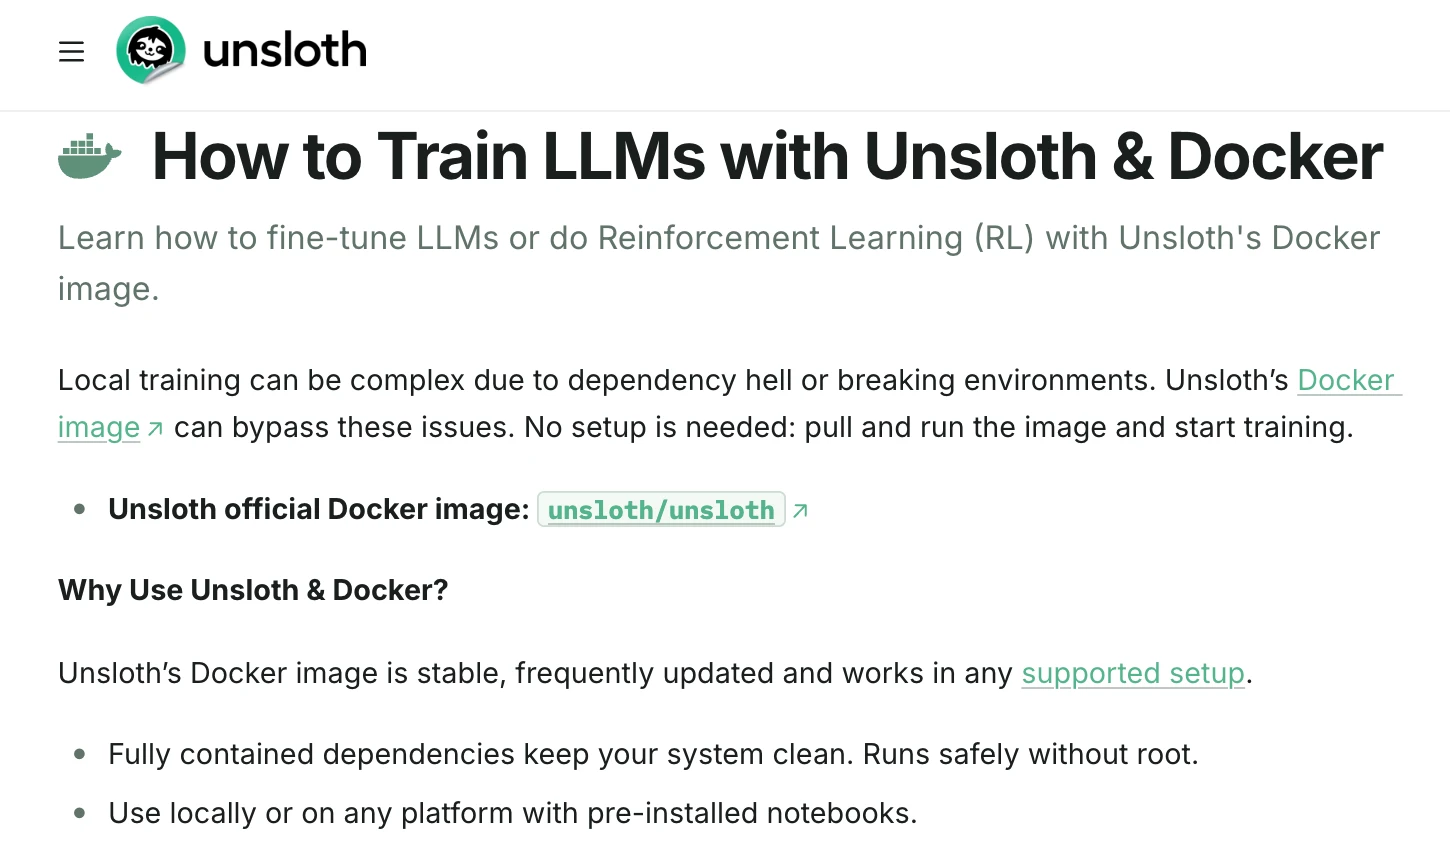 unsloth
How to Train LLMs with Unsloth & Docker
Learn how to fine-tune LLMs or do Reinforcement Learning (RL) with Unsloth's Docker
image.
Local training can be complex due to dependency hell or breaking environments. Unsloth’s Docker
image can bypass these issues. No setup is needed: pull and run the image and start training.
• Unsloth official Docker image: unsloth/unsloth
Why Use Unsloth & Docker?
Unsloth’s Docker image is stable, frequently updated and works in any supported setup.
• Fully contained dependencies keep your system clean. Runs safely without root.
• Use locally or on any platform with pre-installed notebooks.